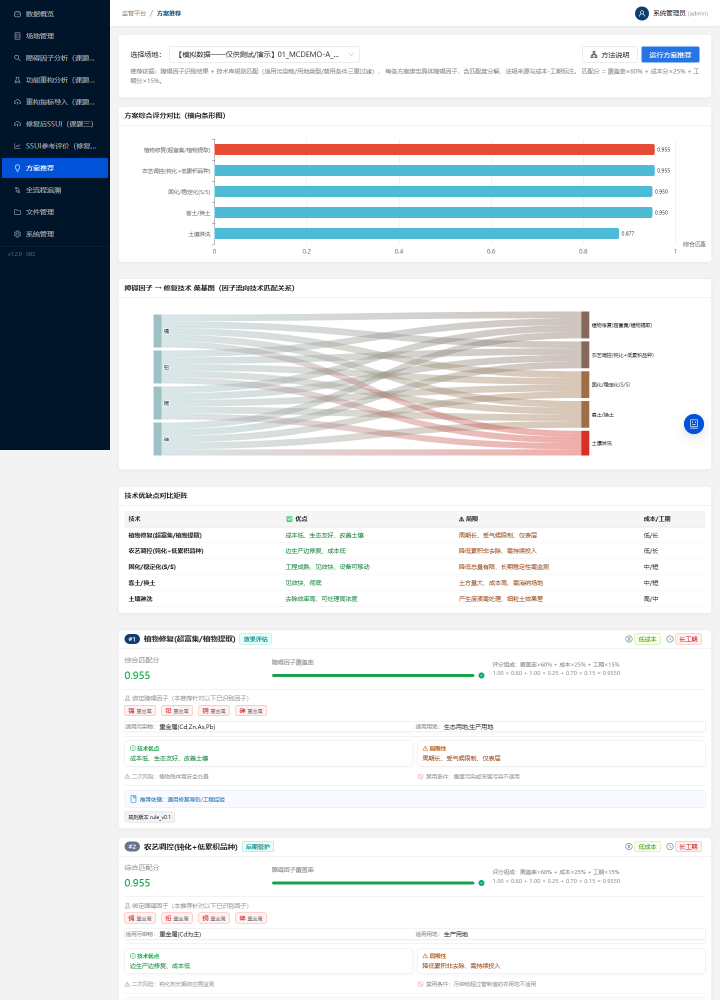 数据概览
场地管理
障碍因子分析（课题...
功能重构分析（课题...
重构指标导入（课题...
修复后SSUI（课题三）
SSUI参考评价（修复...
方案推荐
全流程追溯
文件管理
系统管理
v1.2.0 · SRS
监管平台 / 方案推荐
系统管理员 (admin)
选择场地： 【模拟数据——仅供测试/演示】01_MCDEMO-A_...
方法说明
运行方案推荐
推荐依据：障碍因子识别结果 + 技术库规则匹配（适用污染物/用地类型/禁用条件三重过滤）， 每条方案绑定具体障碍因子，含匹配度分解、法规来源与成本-工期标注。 匹配分 = 覆盖率×60% + 成本分×25% + 工
期分×15%。
方案综合评分对比（横向条形图）
植物修复(超富集/植物提取) 0.955
农艺调控(钝化+低累积品种) 0.955
固化/稳定化(S/S) 0.950
客土/换土 0.950
土壤淋洗 0.877
0 0.2 0.4 0.6 0.8 1
综合匹配
障碍因子 → 修复技术 桑基图（因子流向技术匹配关系）
镉
铅
铜
砷
植物修复(超富集/植物提取)
农艺调控(钝化+低累积品种)
固化/稳定化(S/S)
客土/换土
土壤淋洗
技术优缺点对比矩阵
技术 ✅ 优点 ⚠ 局限 成本/工期
植物修复(超富集/植物提取) 成本低、生态友好、改善土壤 周期长、受气候限制、仅表层 低/长
农艺调控(钝化+低累积品种) 边生产边修复、成本低 降低累积非去除、需持续投入 低/长
固化/稳定化(S/S) 工程成熟、见效快、设备可移动 降低总量有限、长期稳定性需监测 中/短
客土/换土 见效快、彻底 土方量大、成本高、需消纳场地 中/短
土壤淋洗 去除效率高、可处理高浓度 产生废液需处理、细粒土效果差 高/中
#1 植物修复(超富集/植物提取) 效果评估 低成本 长工期
综合匹配分
0.955
障碍因子覆盖率
评分组成：覆盖率×60% + 成本×25% + 工期×15%
1.00 × 0.60 + 1.00 × 0.25 + 0.70 × 0.15 = 0.9550
绑定障碍因子（本推荐针对以下已识别因子）
镉 重金属 铅 重金属 铜 重金属 砷 重金属
适用污染物： 重金属(Cd,Zn,As,Pb) 适用用地： 生态用地,生产用地
技术优点
成本低、生态友好、改善土壤
局限性
周期长、受气候限制、仅表层
二次风险：植物残体需安全处置
禁用条件：重度污染或深层污染不适用
推荐依据：通用修复导则/工程经验
规则版本 rule_v0.1
#2 农艺调控(钝化+低累积品种) 后期管护 低成本 长工期
综合匹配分
0.955
障碍因子覆盖率
评分组成：覆盖率×60% + 成本×25% + 工期×15%
1.00 × 0.60 + 1.00 × 0.25 + 0.70 × 0.15 = 0.9550
绑定障碍因子（本推荐针对以下已识别因子）
镉 重金属 铅 重金属 铜 重金属 砷 重金属
适用污染物： 重金属(Cd为主) 适用用地： 生产用地
技术优点
边生产边修复、成本低
局限性
降低累积非去除、需持续投入
二次风险：钝化剂长期效应需监测
禁用条件：污染物超过管制值的农用地不适用